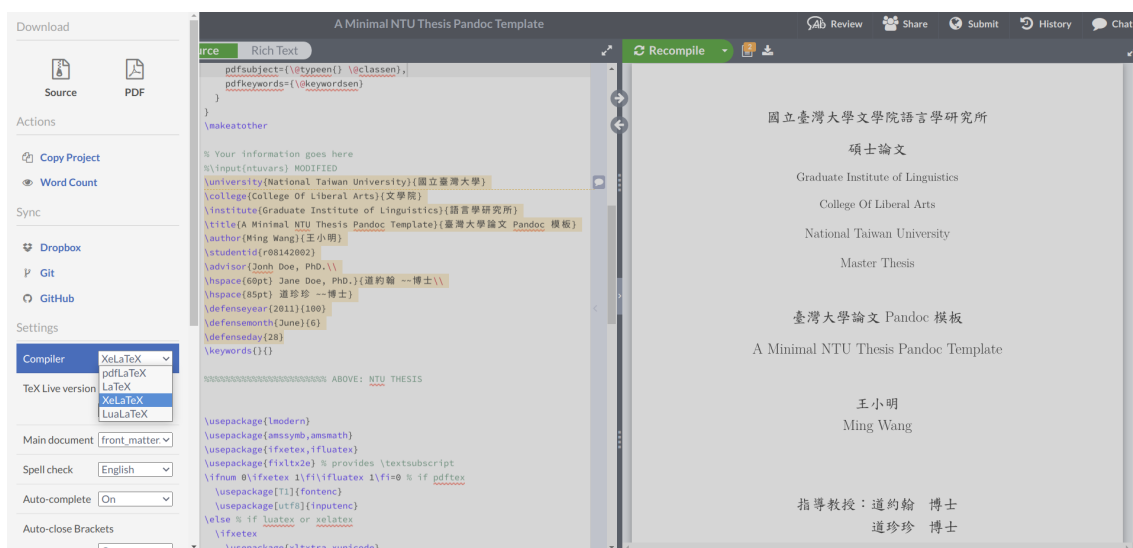 Download
Source PDF
Actions
Copy Project
Word Count
Sync
Dropbox
Git
GitHub
Settings
Compiler XeLaTeX
pdfLaTeX
LaTeX
XeLaTeX
LuaLaTeX
TeX Live version
Main document front_matter.
Spell check English
Auto-complete On
Auto-close Brackets
A Minimal NTU Thesis Pandoc Template
Review Share Submit History Chat
urce Rich Text
pdfsubject={\@typeen{} \@classen},
pdfkeywords={\@keywordsen}
}
}
\makeatother
% Your information goes here
%\input{ntuvars} MODIFIED
\university{National Taiwan University}{國立臺灣大學}
\college{College Of Liberal Arts}{文學院}
\institute{Graduate Institute of Linguistics}{語言學研究所}
\title{A Minimal NTU Thesis Pandoc Template}{臺灣大學論文 Pandoc 模板}
\author{Ming Wang}{王小明}
\studentid{r08142002}
\advisor{Jonh Doe, PhD.\\
\hspace{60pt} Jane Doe, PhD.}{道約翰 --博士\\
\hspace{85pt} 道珍珍 --博士}
\defenseyear{2011}{100}
\defensemonth{June}{6}
\defenseday{28}
\keywords{}{}
%%%%%%%%%%%%%%%%%%%%%%% ABOVE: NTU THESIS
\usepackage{lmodern}
\usepackage{amssymb,amsmath}
\usepackage{ifxetex,ifluatex}
\usepackage{fixltx2e} % provides \textsubscript
\ifnum 0\ifxetex 1\fi\ifluatex 1\fi=0 % if pdftex
\usepackage[T1]{fontenc}
\usepackage[utf8]{inputenc}
\else % if luatex or xelatex
\ifxetex
\usepackage{xltxtra,xunicode}
Recompile 2
國立臺灣大學文學院語言學研究所
碩士論文
Graduate Institute of Linguistics
College Of Liberal Arts
National Taiwan University
Master Thesis
臺灣大學論文 Pandoc 模板
A Minimal NTU Thesis Pandoc Template
王小明
Ming Wang
指導教授：道約翰 博士
道珍珍 博士